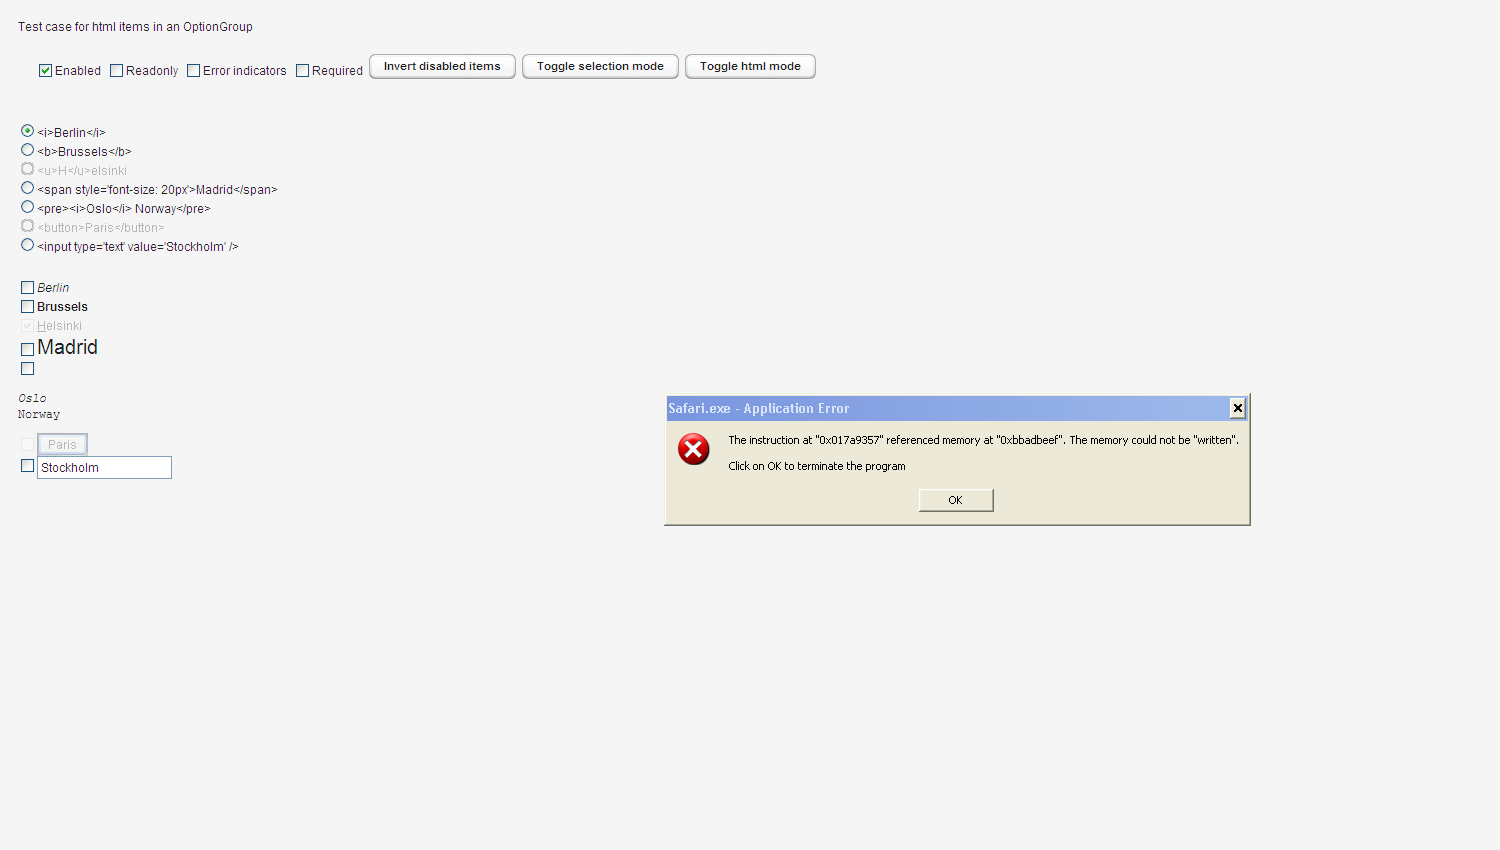 Test case for html items in an OptionGroup
Enabled Readonly Error indicators Required Invert disabled items Toggle selection mode Toggle html mode
<i>Berlin</i>
<b>Brussels</b>
<u>H</u>elsinki
<span style='font-size: 20px'>Madrid</span>
<pre><i>Oslo</i> Norway</pre>
<button>Paris</button>
<input type='text' value='Stockholm' />
Berlin
Brussels
Helsinki
Madrid
Oslo
Norway
Paris
Stockholm
Safari.exe - Application Error
The instruction at "0x017a9357" referenced memory at "0xbbadbeef". The memory could not be "written".
Click on OK to terminate the program
OK